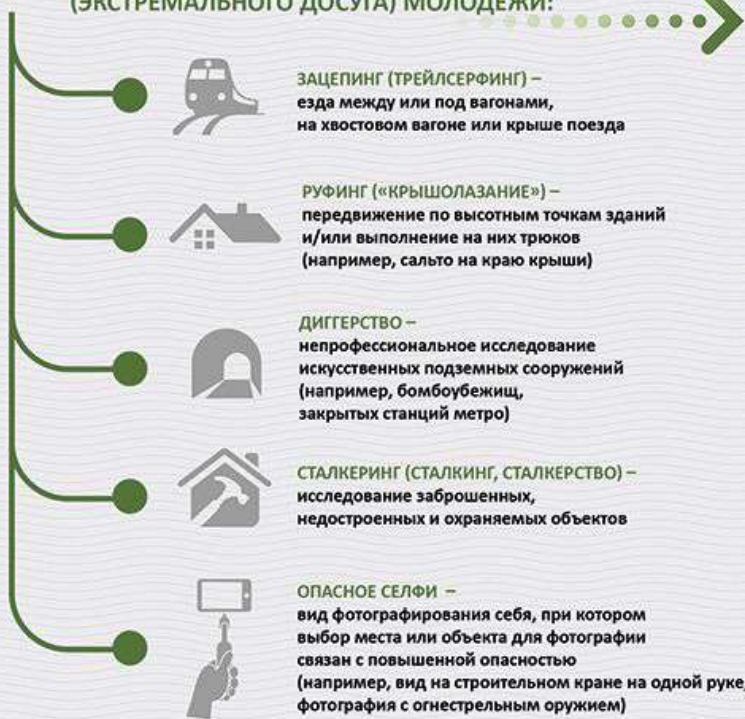 (ЭКСТРЕМАЛЬНОГО ДОСУГА) МОЛОДЕЖИ:
ЗАЦЕПИНГ (ТРЕЙЛСЕРФИНГ) –
езда между или под вагонами,
на хвостовом вагоне или крыше поезда
РУФИНГ («КРЫШОЛАЗАНИЕ») –
передвижение по высотным точкам зданий
и/или выполнение на них трюков
(например, сальто на краю крыши)
ДИГГЕРСТВО –
непрофессиональное исследование
искусственных подземных сооружений
(например, бомбоубежищ,
закрытых станций метро)
СТАЛКЕРИНГ (СТАЛКИНГ, СТАЛКЕРСТВО) –
исследование заброшенных,
недостроенных и охраняемых объектов
ОПАСНОЕ СЕЛФИ –
вид фотографирования себя, при котором
выбор места или объекта для фотографии
связан с повышенной опасностью
(например, вид на строительном кране на одной руке,
фотография с огнестрельным оружием)